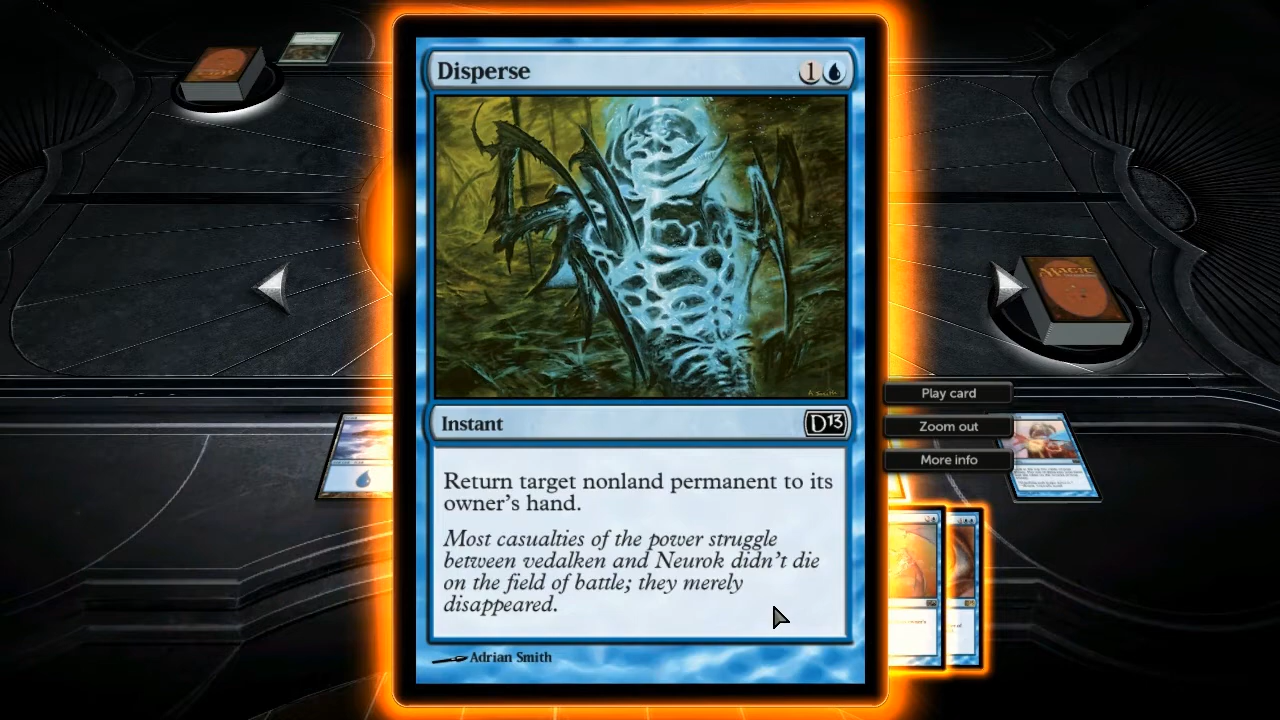 Disperse
1
MAGIC
Instant
D13
Return target nonland permanent to its
owner's hand.
Most casualties of the power struggle
between vedalken and Neurok didn't die
on the field of battle; they merely
disappeared.
Adrian Smith
Play card
Zoom out
More info